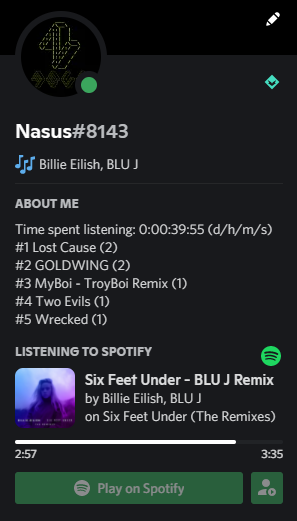 Nasus#8143
Billie Eilish, BLU J
ABOUT ME
Time spent listening: 0:00:39:55 (d/h/m/s)
#1 Lost Cause (2)
#2 GOLDWING (2)
#3 MyBoi - TroyBoi Remix (1)
#4 Two Evils (1)
#5 Wrecked (1)
LISTENING TO SPOTIFY
Six Feet Under - BLU J Remix
by Billie Eilish, BLU J
on Six Feet Under (The Remixes)
2:57 3:35
Play on Spotify